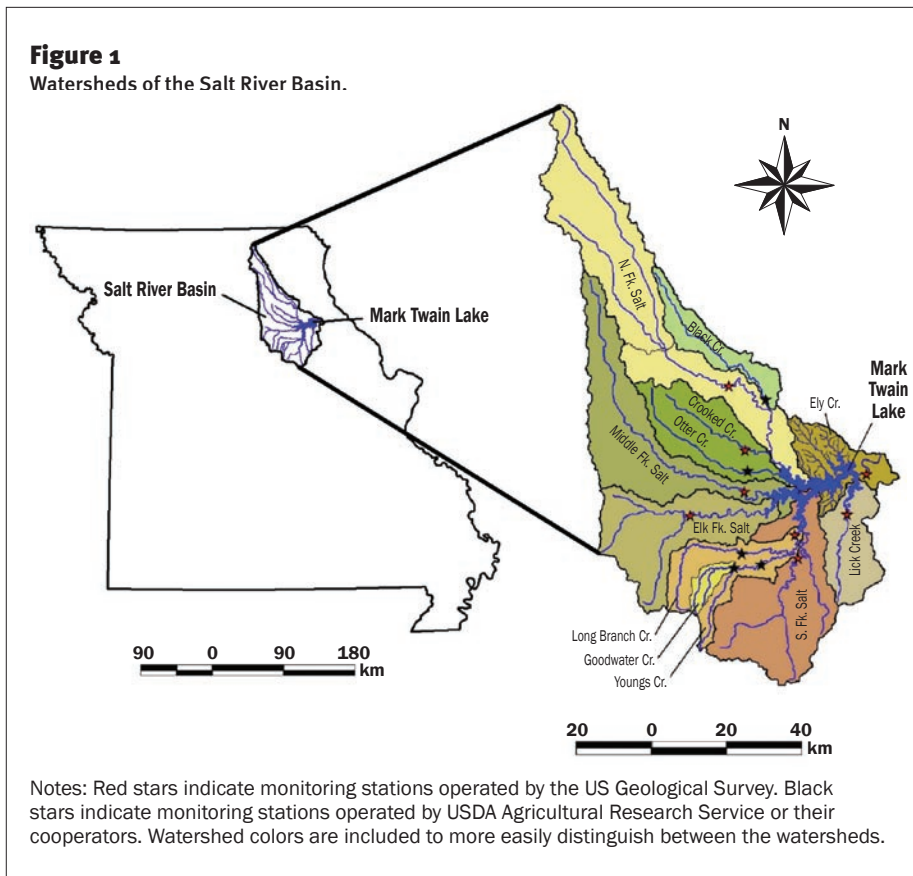 Figure 1
Watersheds of the Salt River Basin.
N
Salt River Basin
Mark Twain Lake
N. Fk. Salt
Black Cr.
Mark
Twain
Lake
Ely Cr.
Crooked Cr.
Otter Cr.
Middle Fk. Salt
Elk Fk. Salt
Lick Creek
S. Fk. Salt
Long Branch Cr.
Goodwater Cr.
Youngs Cr.
90 0 90 180
km
20 0 20 40
km
Notes: Red stars indicate monitoring stations operated by the US Geological Survey. Black
stars indicate monitoring stations operated by USDA Agricultural Research Service or their
cooperators. Watershed colors are included to more easily distinguish between the watersheds.